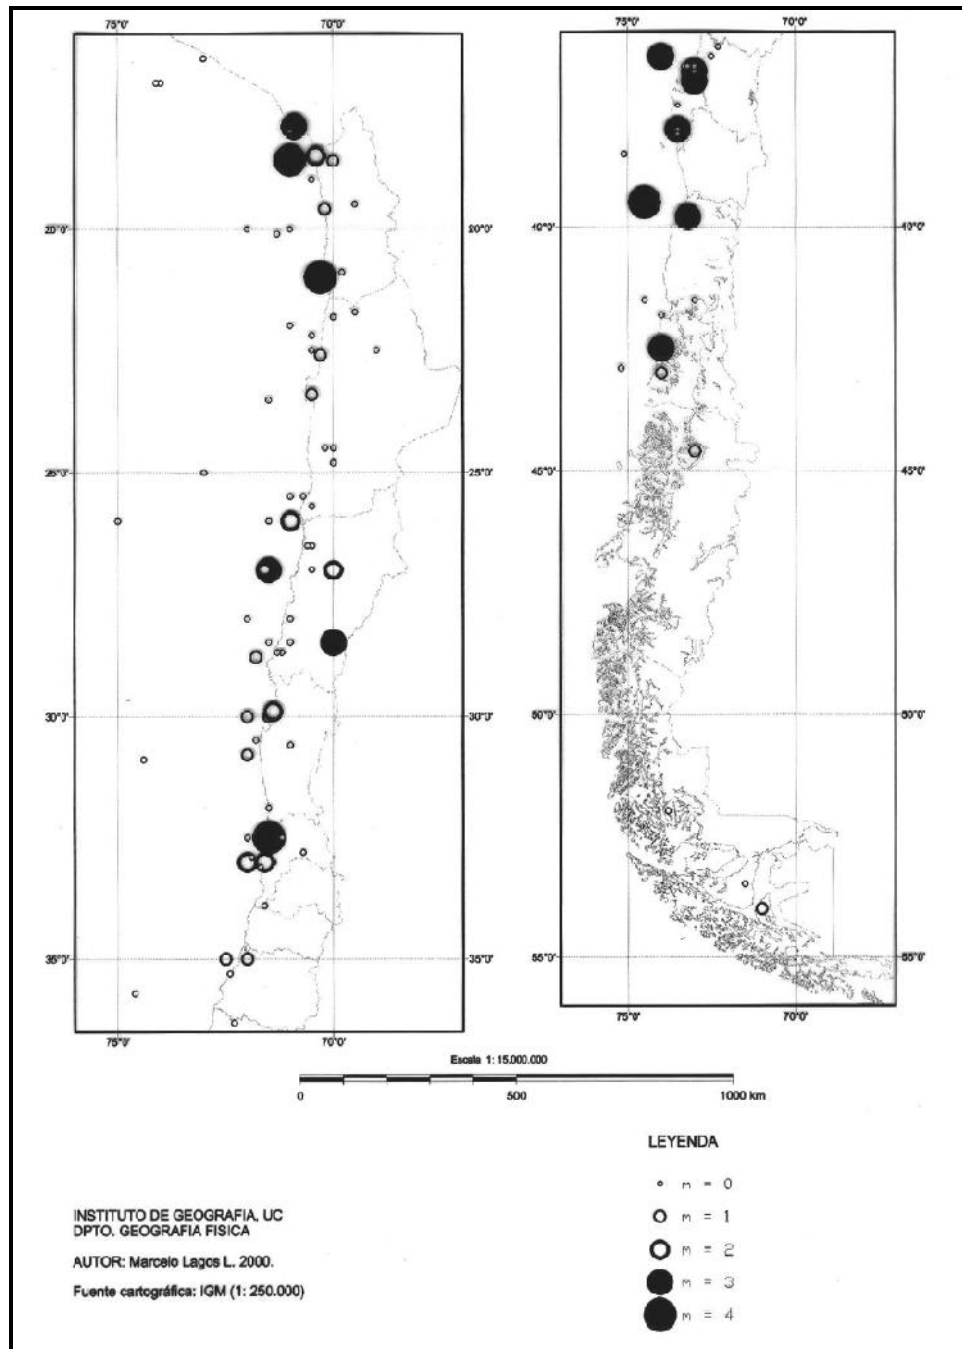 75°0' 70°0' 75°0' 70°0'
20°0' 20°0' 40°0' 40°0'
25°0' 25°0' 45°0' 45°0'
30°0' 30°0' 50°0' 50°0'
35°0' 35°0' 55°0' 55°0'
75°0' 70°0' 75°0' 70°0'
Escala 1: 15.000.000
0 500 1000 km
LEYENDA
m = 0
m = 1
m = 2
m = 3
m = 4
INSTITUTO DE GEOGRAFIA, UC
DPTO. GEOGRAFIA FISICA
AUTOR: Marcelo Lagos L. 2000.
Fuente cartográfica: IGM (1: 250.000)